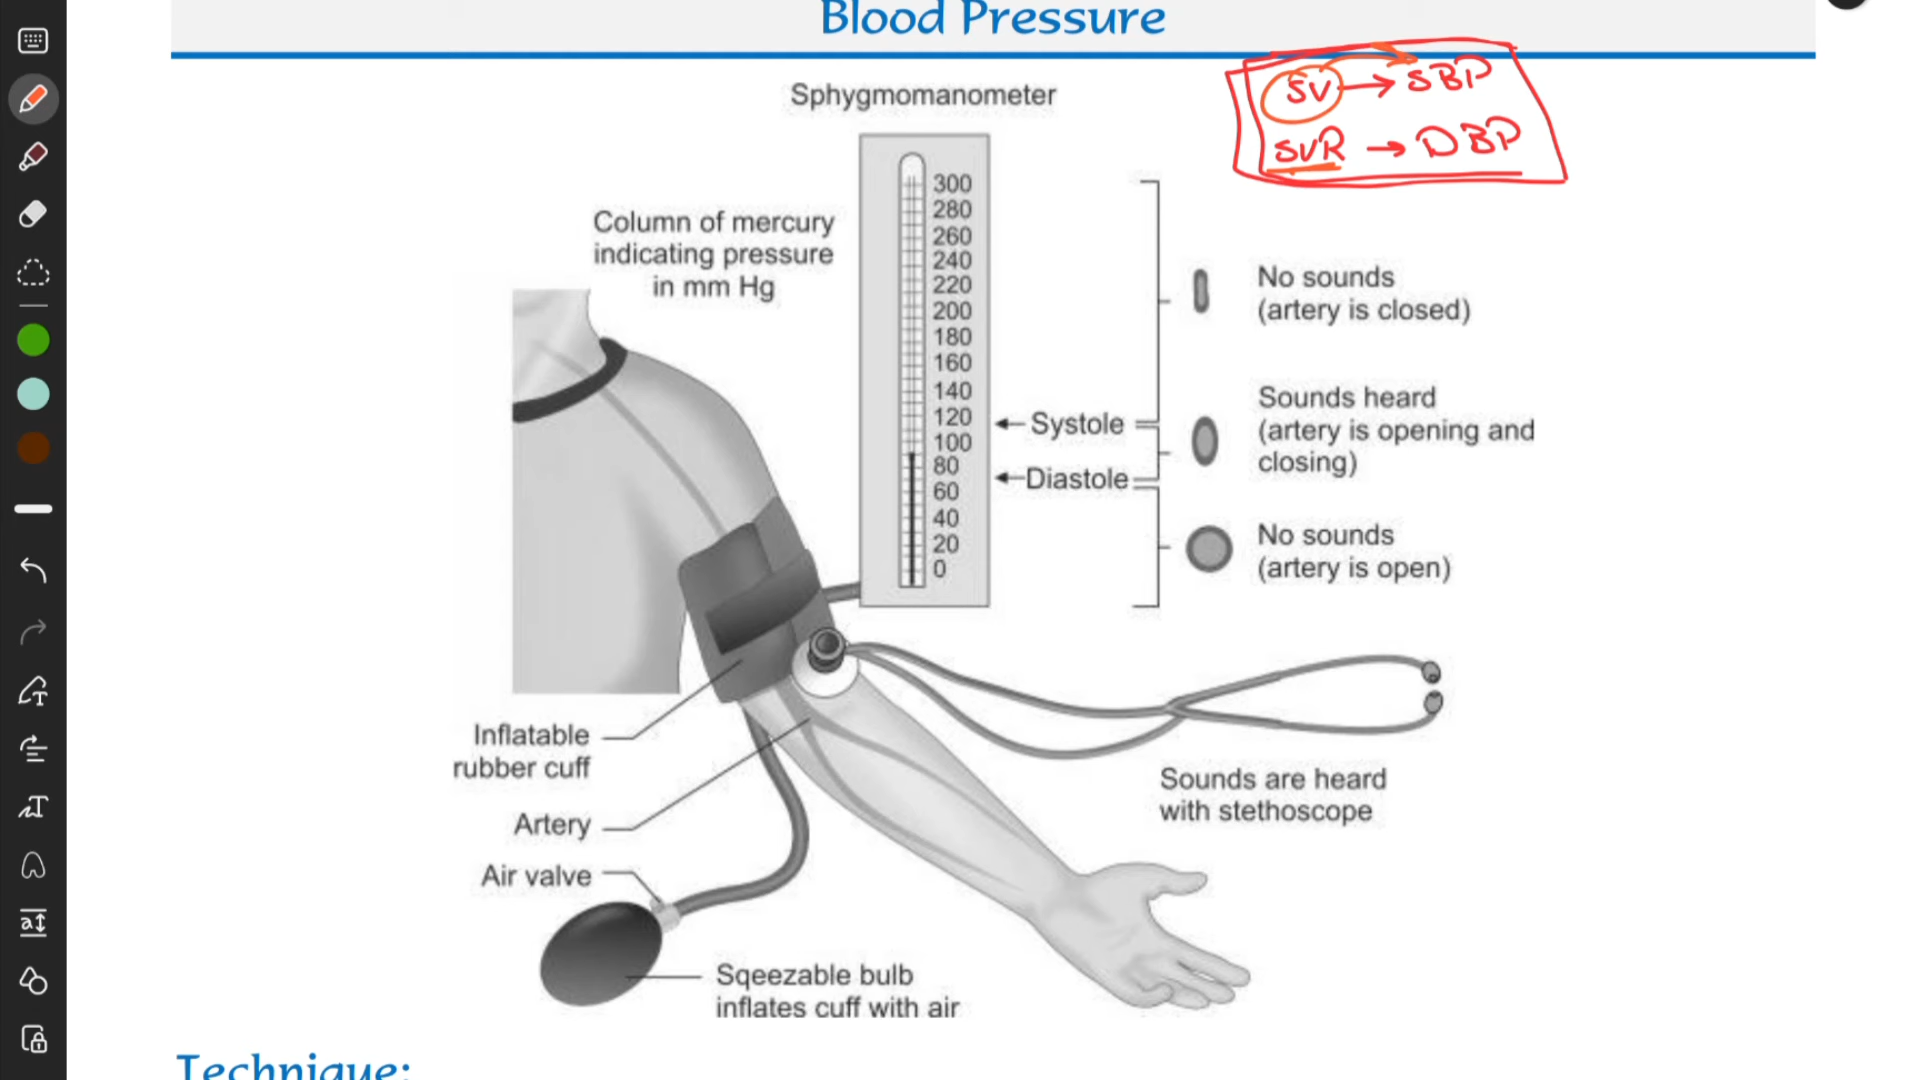 Blood Pressure
SV → SBP
SVR → DBP
Sphygmomanometer
Column of mercury
indicating pressure
in mm Hg
300
280
260
240
220
200
180
160
140
120
100
80
60
40
20
0
Systole
Diastole
No sounds
(artery is closed)
Sounds heard
(artery is opening and
closing)
No sounds
(artery is open)
Inflatable
rubber cuff
Artery
Air valve
Sqeezable bulb
inflates cuff with air
Sounds are heard
with stethoscope
Technique: